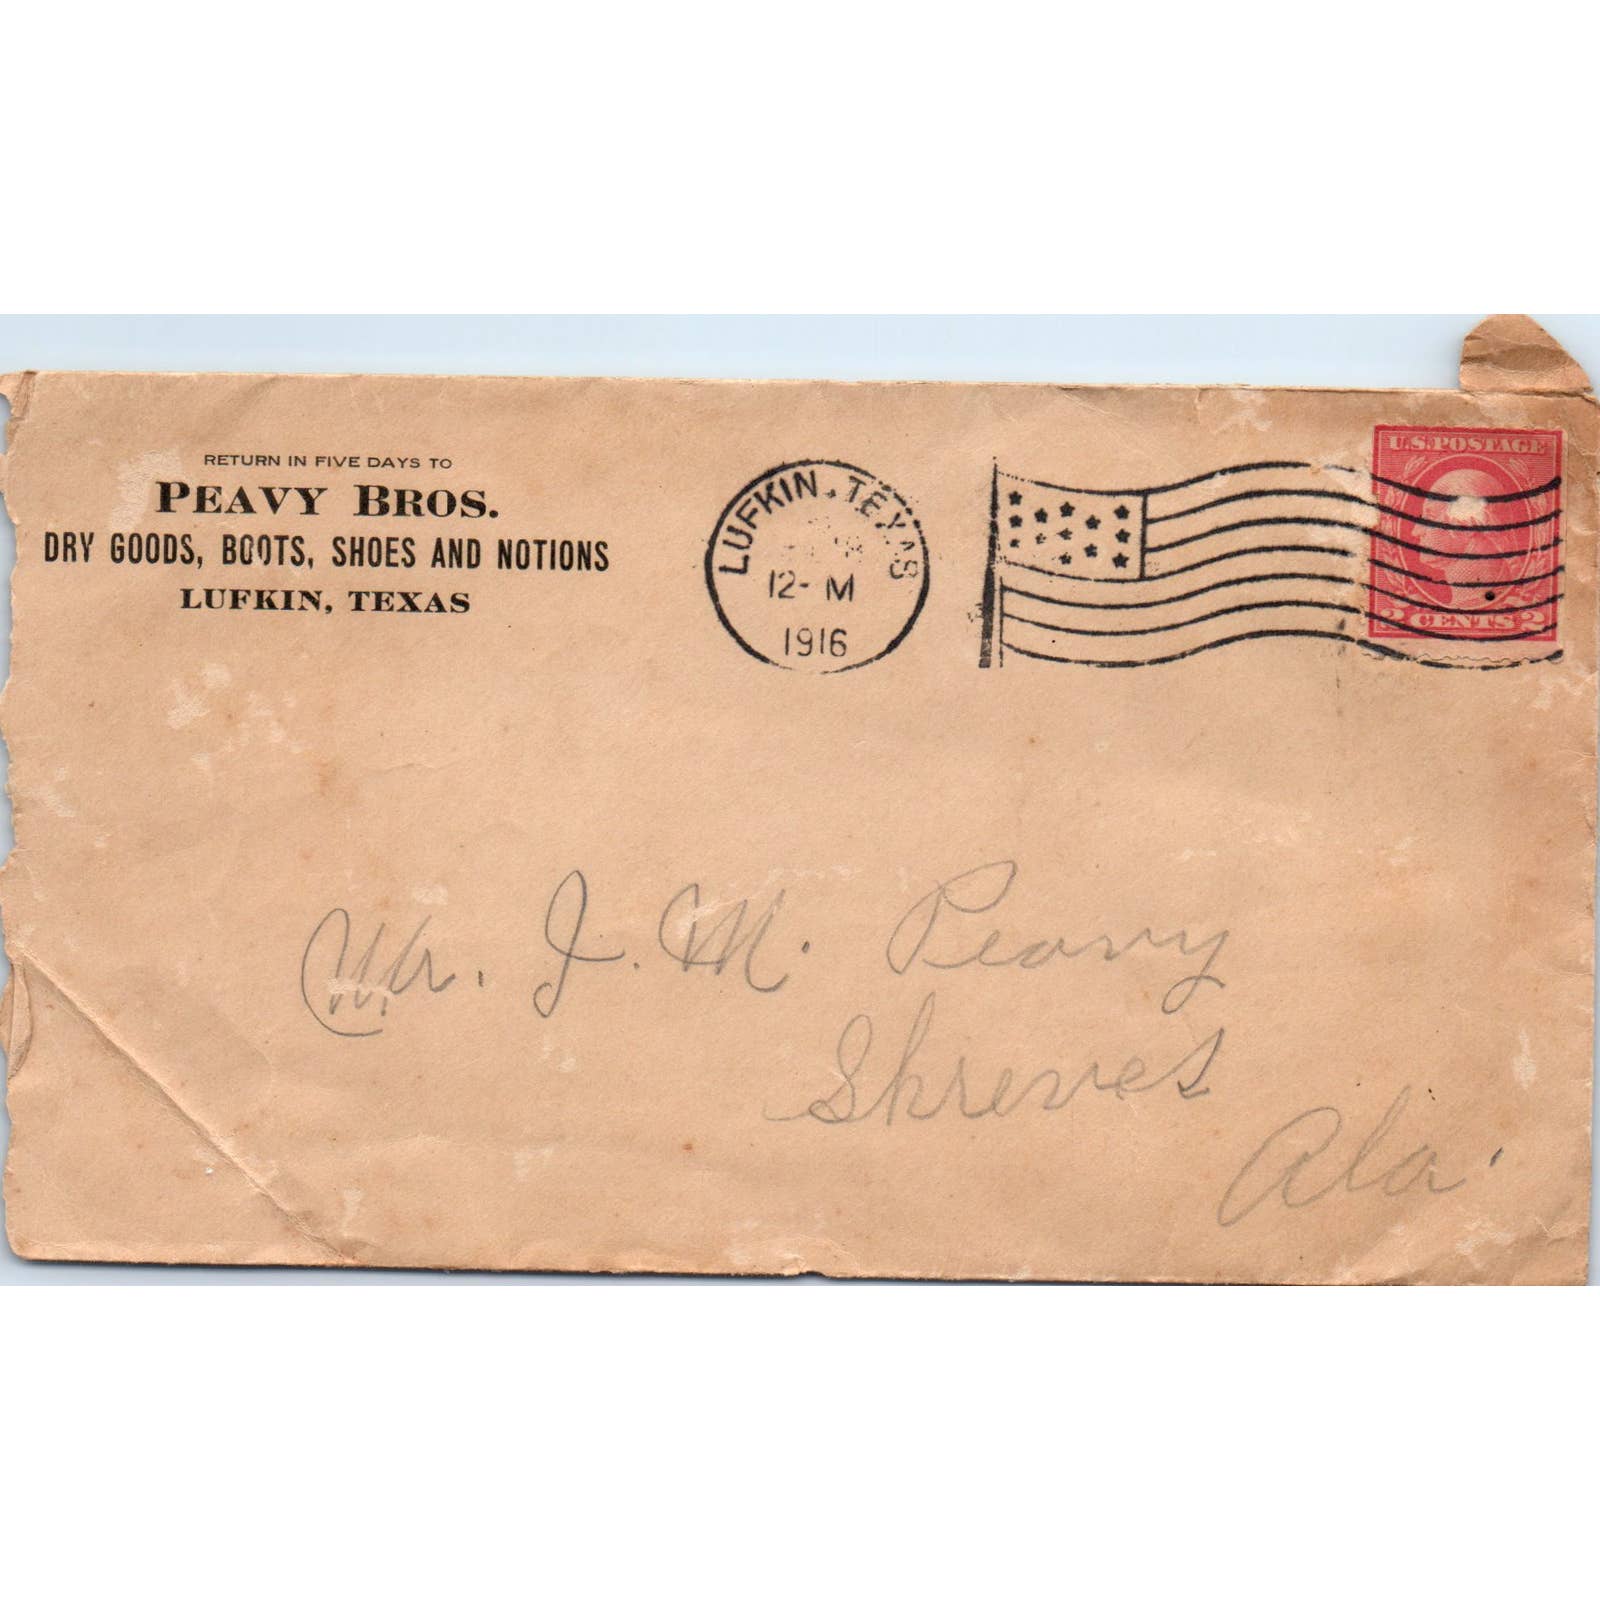 RETURN IN FIVE DAYS TO
PEAVY BROS.
DRY GOODS, BOOTS, SHOES AND NOTIONS
LUFKIN, TEXAS
LUFKIN, TEXAS
12- M
1916
U.S. POSTAGE
2 CENTS 2
Mr. J. M. Peavy
Shreves
Ala.